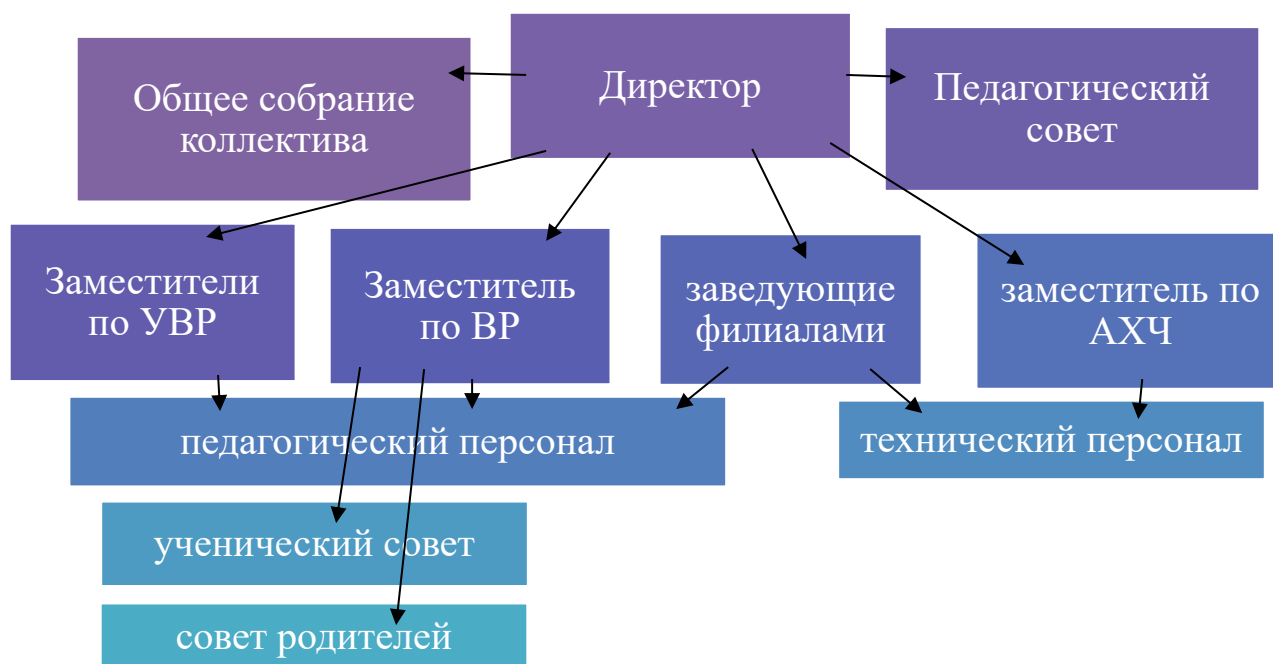 Общее собрание
коллектива
Директор
Педагогический
совет
Заместители
по УВР
Заместитель
по ВР
заведующие
филиалами
заместитель по
АХЧ
педагогический персонал
технический персонал
ученический совет
совет родителей